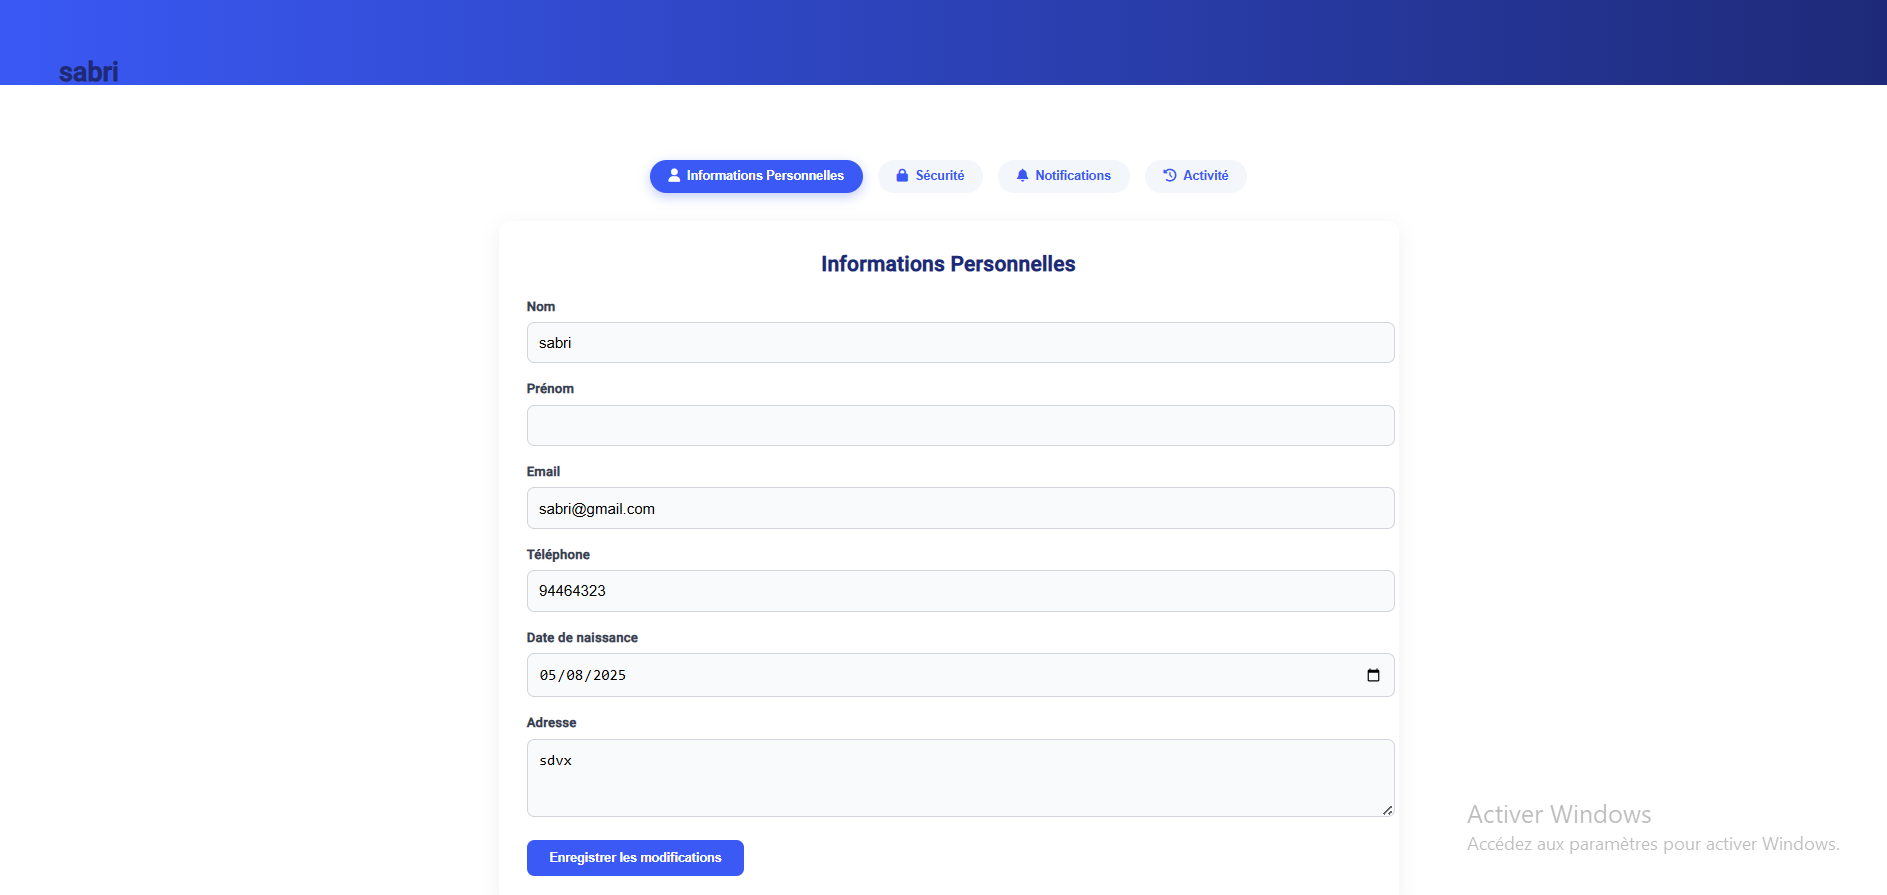 sabri
Informations Personnelles
Sécurité
Notifications
Activité
Informations Personnelles
Nom
sabri
Prénom
Email
sabri@gmail.com
Téléphone
94464323
Date de naissance
05/08/2025
Adresse
sdvx
Enregistrer les modifications
Activer Windows
Accédez aux paramètres pour activer Windows.